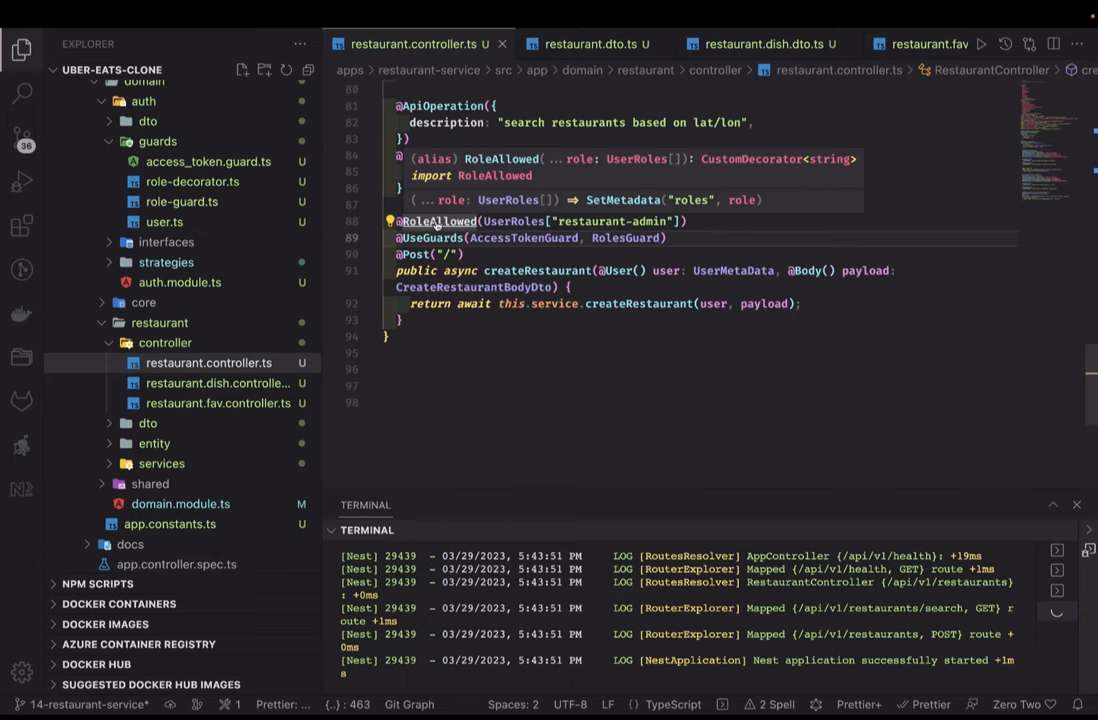 EXPLORER
UBER-EATS-CLONE
domain
auth
dto
guards
access_token.guard.ts U
role-decorator.ts U
role-guard.ts U
user.ts U
interfaces
strategies
auth.module.ts U
core
restaurant
controller
restaurant.controller.ts U
restaurant.dish.controlle... U
restaurant.fav.controller.ts U
dto
entity
services
shared
domain.module.ts M
app.constants.ts U
docs
app.controller.spec.ts
NPM SCRIPTS
DOCKER CONTAINERS
DOCKER IMAGES
AZURE CONTAINER REGISTRY
DOCKER HUB
SUGGESTED DOCKER HUB IMAGES
36
restaurant.controller.ts U restaurant.dto.ts U restaurant.dish.dto.ts U restaurant.fav
apps > restaurant-service > src > app > domain > restaurant > controller > restaurant.controller.ts > RestaurantController > cre
80
81 @ApiOperation({
82 description: "search restaurants based on lat/lon",
83 })
84 @
85
86 }
87
(alias) RoleAllowed(...role: UserRoles[]): CustomDecorator<string>
import RoleAllowed
(...role: UserRoles[]) => SetMetadata("roles", role)
88 @RoleAllowed(UserRoles["restaurant-admin"])
89 @UseGuards(AccessTokenGuard, RolesGuard)
90 @Post("/")
91 public async createRestaurant(@User() user: UserMetaData, @Body() payload:
CreateRestaurantBodyDto) {
92 return await this.service.createRestaurant(user, payload);
93 }
94 }
95
96
97
98
TERMINAL
TERMINAL
[Nest] 29439 - 03/29/2023, 5:43:51 PM LOG [RoutesResolver] AppController {/api/v1/health}: +19ms
[Nest] 29439 - 03/29/2023, 5:43:51 PM LOG [RouterExplorer] Mapped {/api/v1/health, GET} route +1ms
[Nest] 29439 - 03/29/2023, 5:43:51 PM LOG [RoutesResolver] RestaurantController {/api/v1/restaurants}
: +0ms
[Nest] 29439 - 03/29/2023, 5:43:51 PM LOG [RouterExplorer] Mapped {/api/v1/restaurants/search, GET} r
oute +1ms
[Nest] 29439 - 03/29/2023, 5:43:51 PM LOG [RouterExplorer] Mapped {/api/v1/restaurants, POST} route +
0ms
[Nest] 29439 - 03/29/2023, 5:43:51 PM LOG [NestApplication] Nest application successfully started +1m
s
14-restaurant-service* 1 Prettier: ... {..} : 463 Git Graph Spaces: 2 UTF-8 LF {} TypeScript 2 Spell Prettier+ Prettier Zero Two